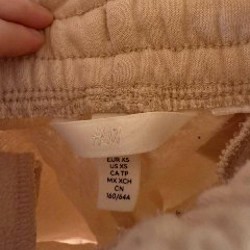 H&M
EUR XS
US XS
CA TP
MX XCH
CN
160/64A